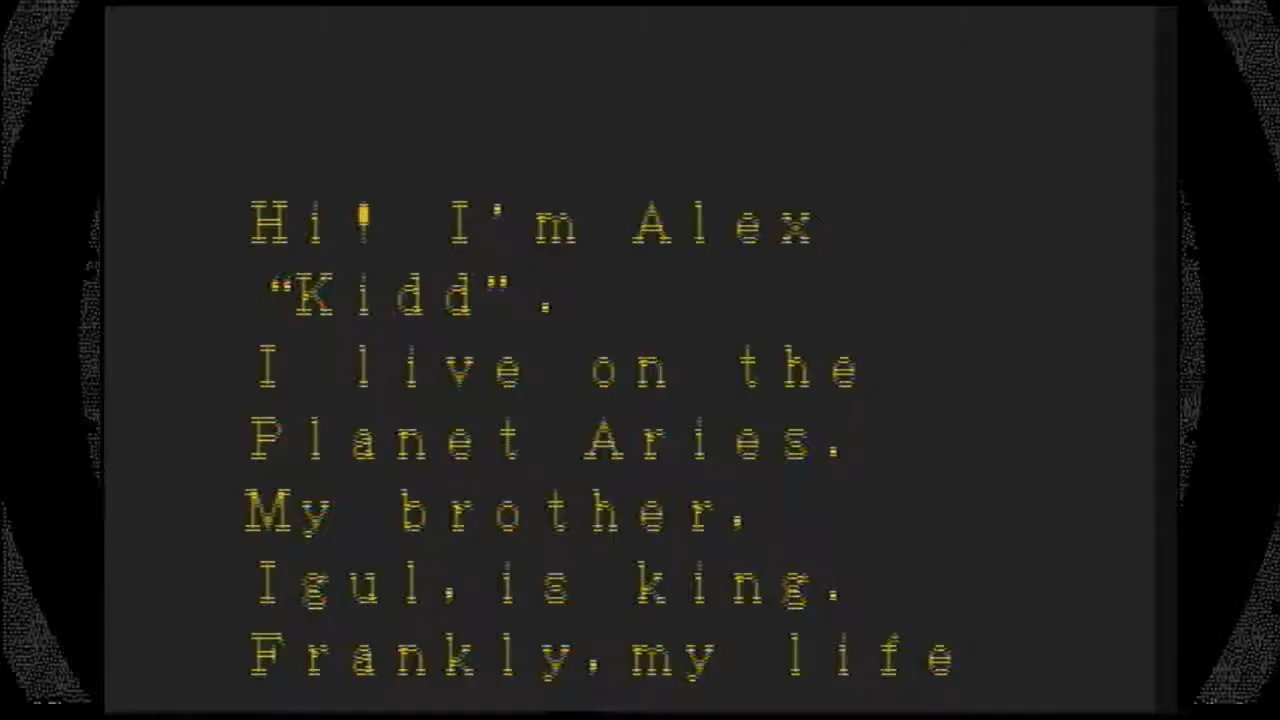 Hi! I'm Alex
“Kidd”.
I live on the
Planet Aries.
My brother,
Igul, is king.
Frankly, my life